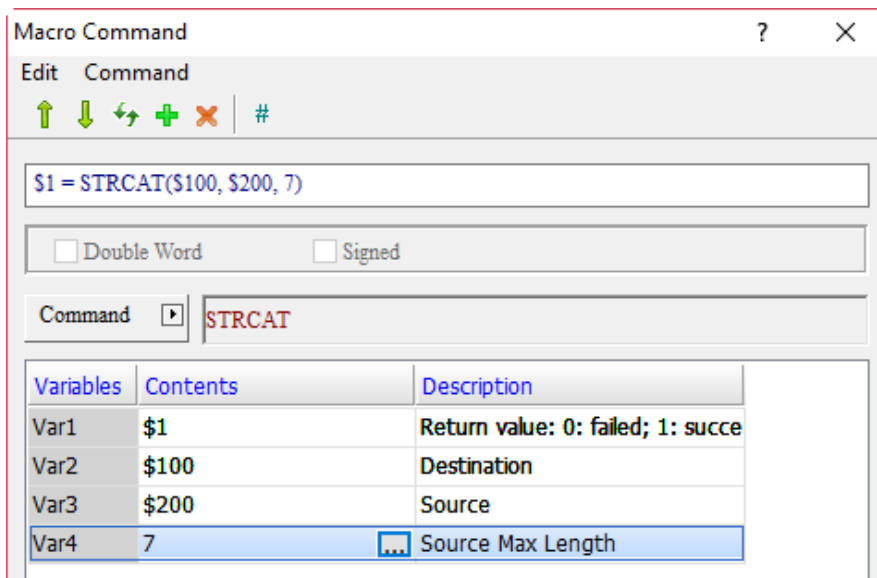 Macro Command ?
Edit Command
#
$1 = STRCAT($100, $200, 7)
Double Word Signed
Command STRCAT
Variables Contents Description
Var1 $1 Return value: 0: failed; 1: succe
Var2 $100 Destination
Var3 $200 Source
Var4 7 ... Source Max Length